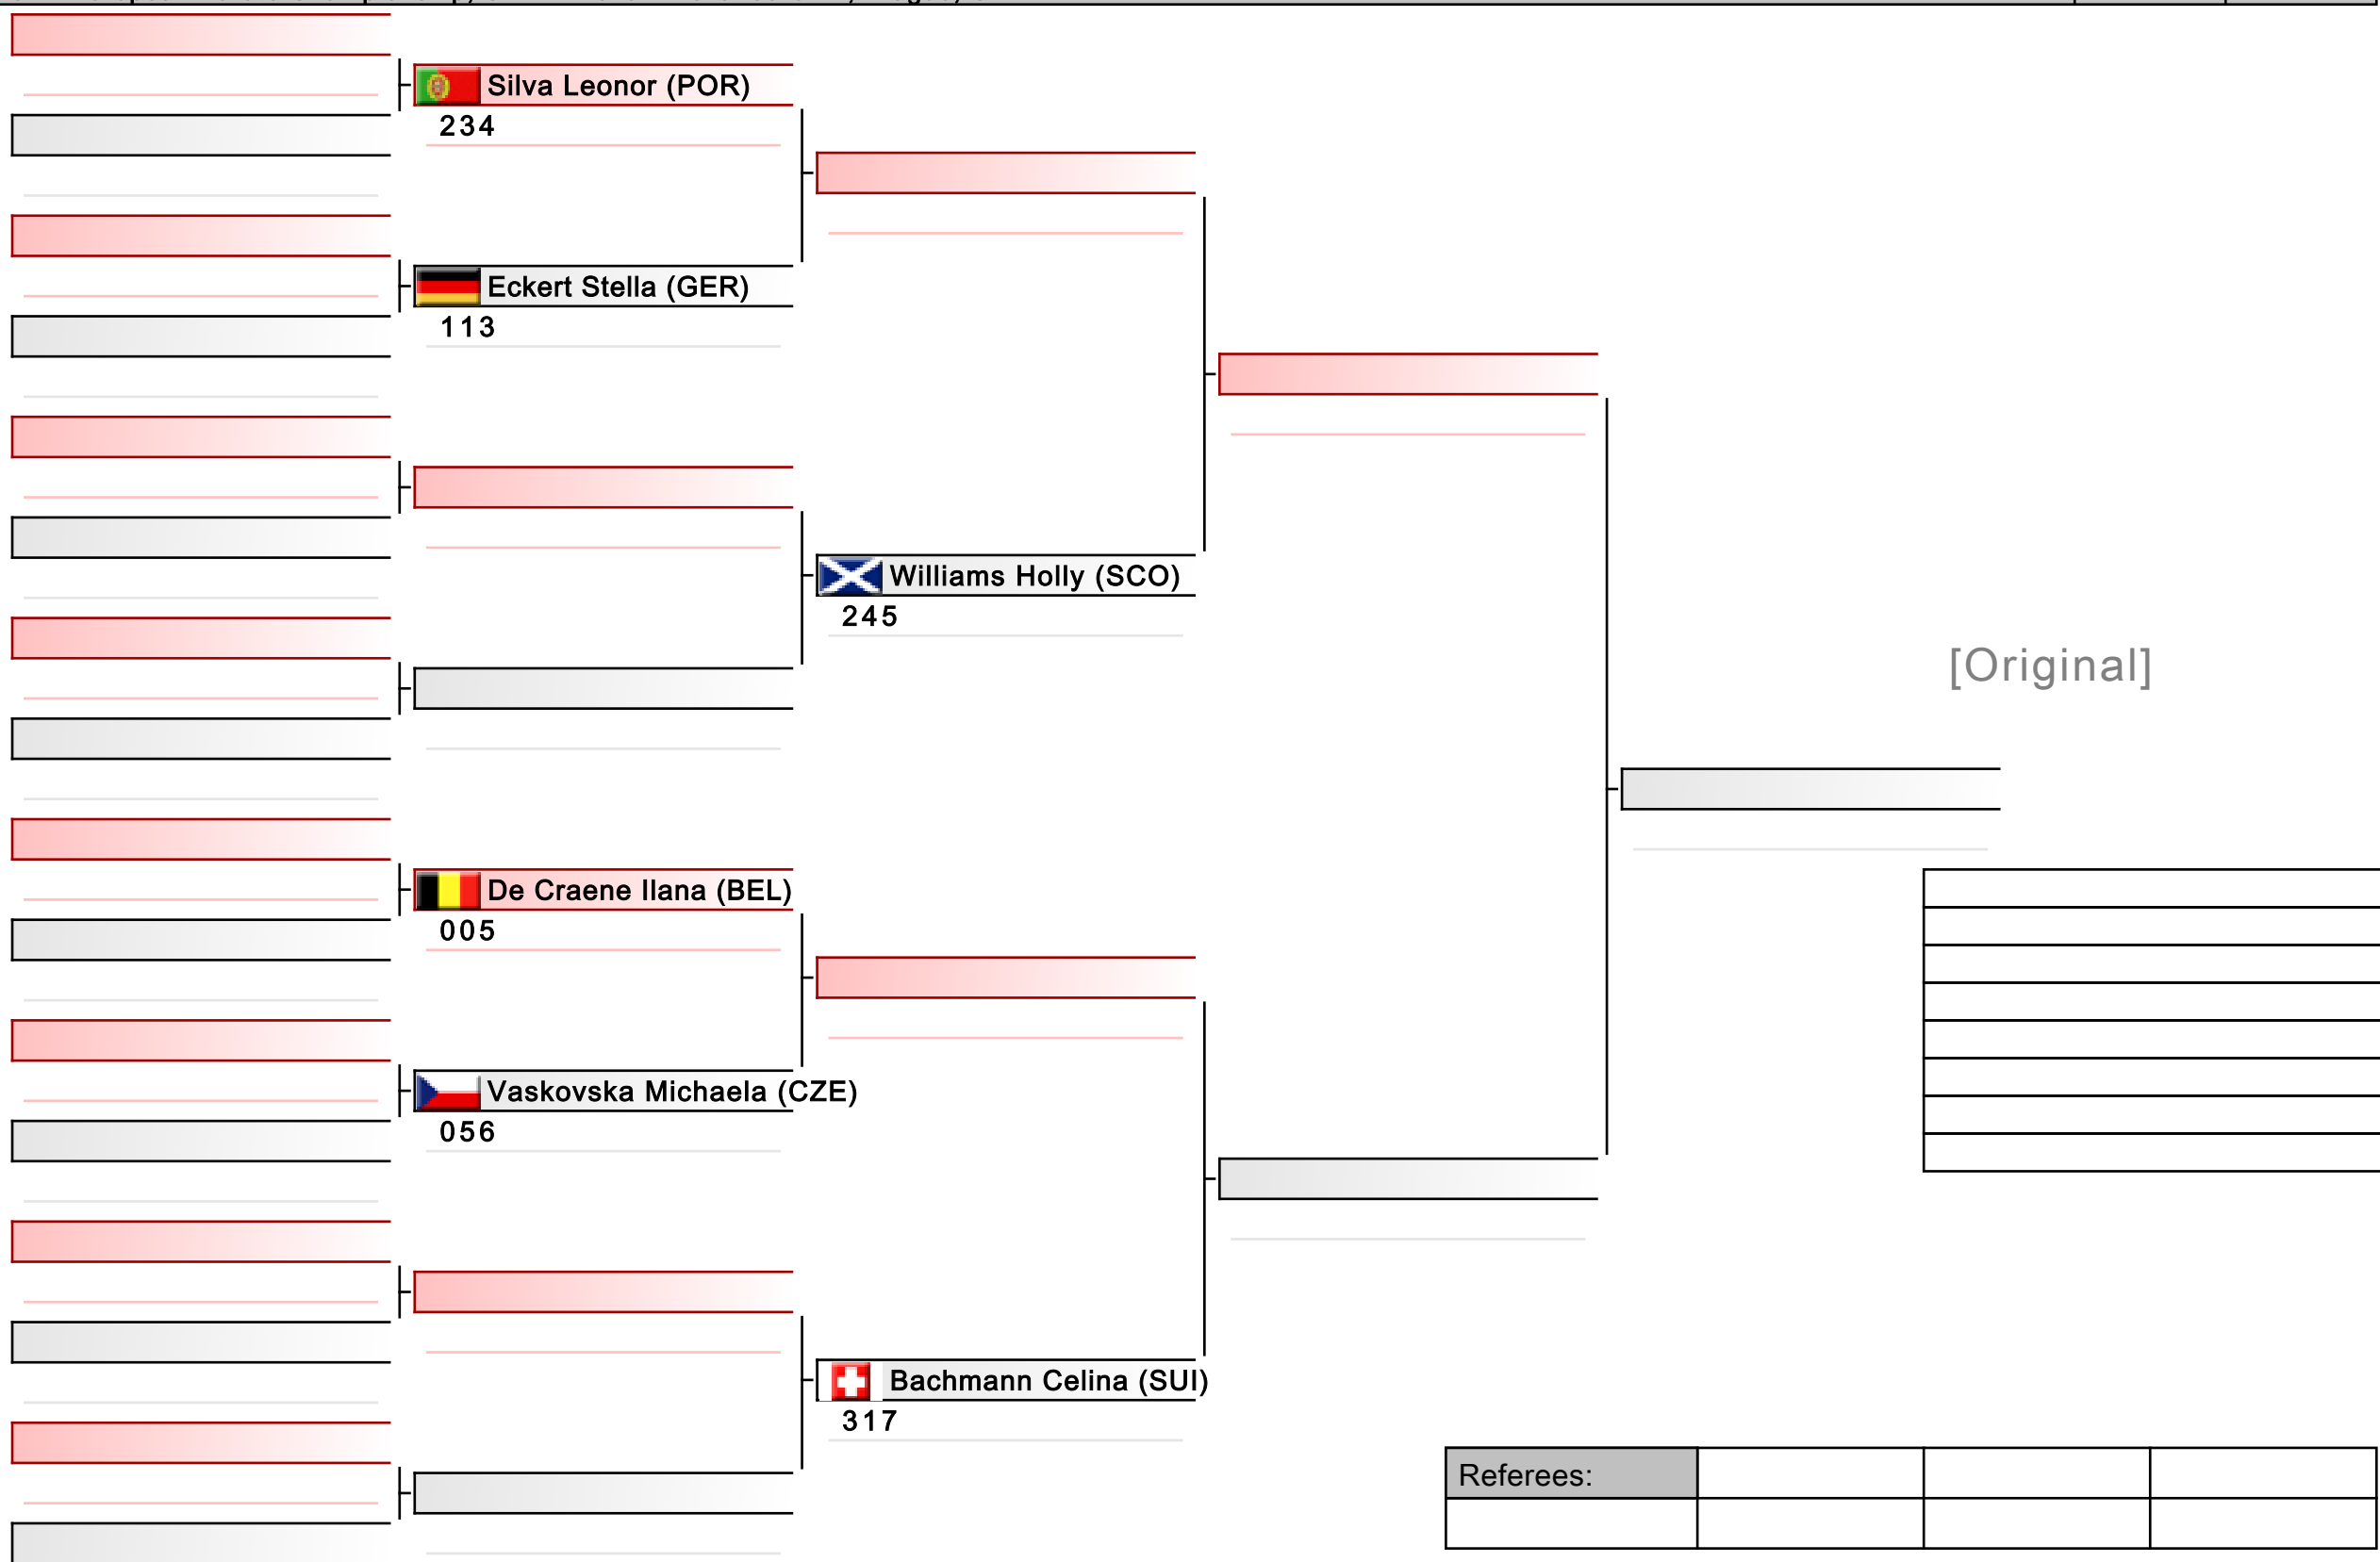 Silva Leonor (POR)
234
Eckert Stella (GER)
113
Williams Holly (SCO)
245
[Original]
De Craene Ilana (BEL)
005
Vaskovska Michaela (CZE)
056
Bachmann Celina (SUI)
317
Referees: